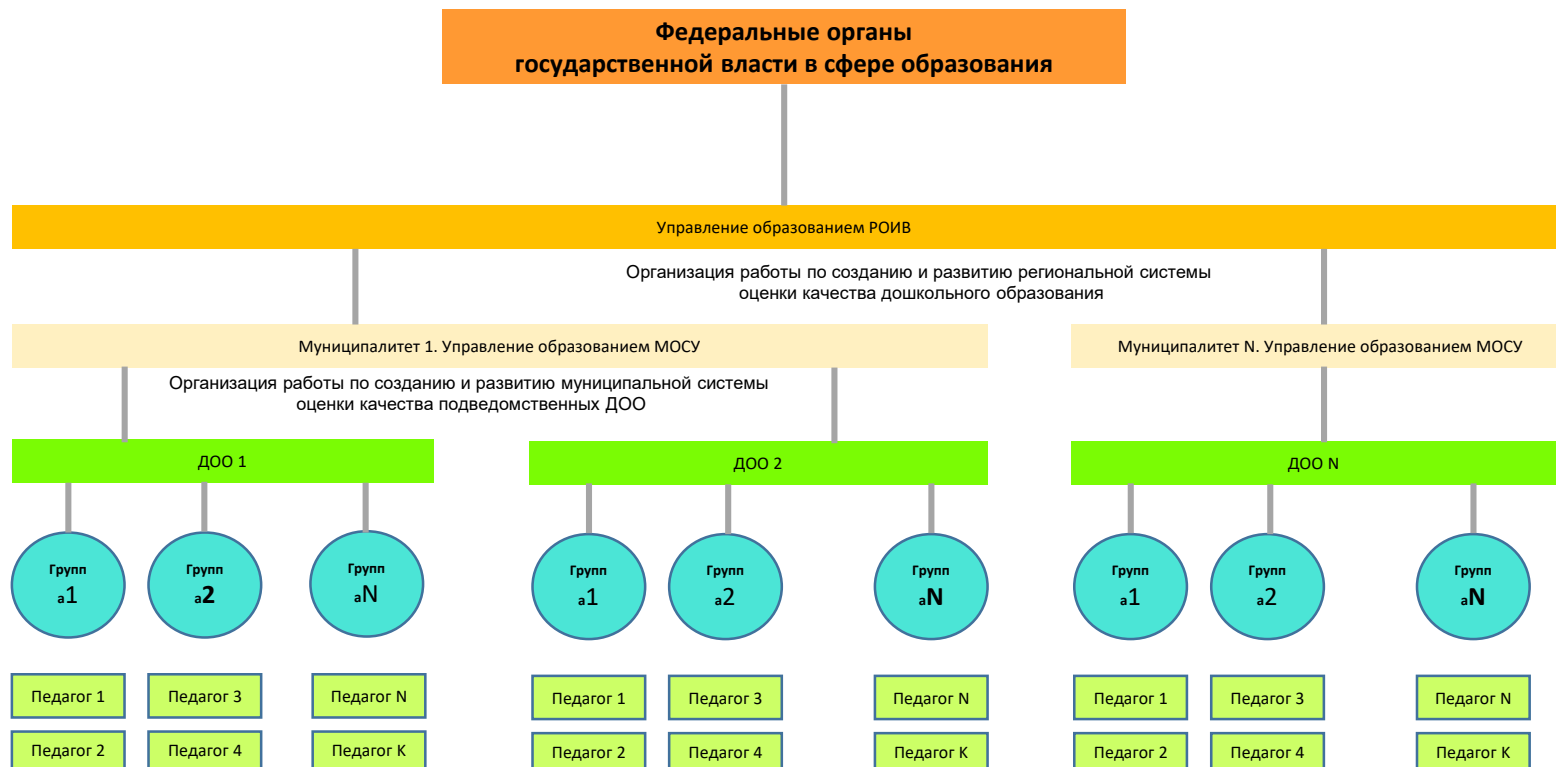 Федеральные органы
государственной власти в сфере образования
Управление образованием РОИВ
Организация работы по созданию и развитию региональной системы
оценки качества дошкольного образования
Муниципалитет 1. Управление образованием МОСУ
Муниципалитет N. Управление образованием МОСУ
Организация работы по созданию и развитию муниципальной системы
оценки качества подведомственных ДОО
ДОО 1
ДОО 2
ДОО N
Групп
а1
Групп
а2
Групп
аN
Групп
а1
Групп
а2
Групп
аN
Групп
а1
Групп
а2
Групп
аN
Педагог 1
Педагог 3
Педагог N
Педагог 1
Педагог 3
Педагог N
Педагог 1
Педагог 3
Педагог N
Педагог 2
Педагог 4
Педагог K
Педагог 2
Педагог 4
Педагог K
Педагог 2
Педагог 4
Педагог K